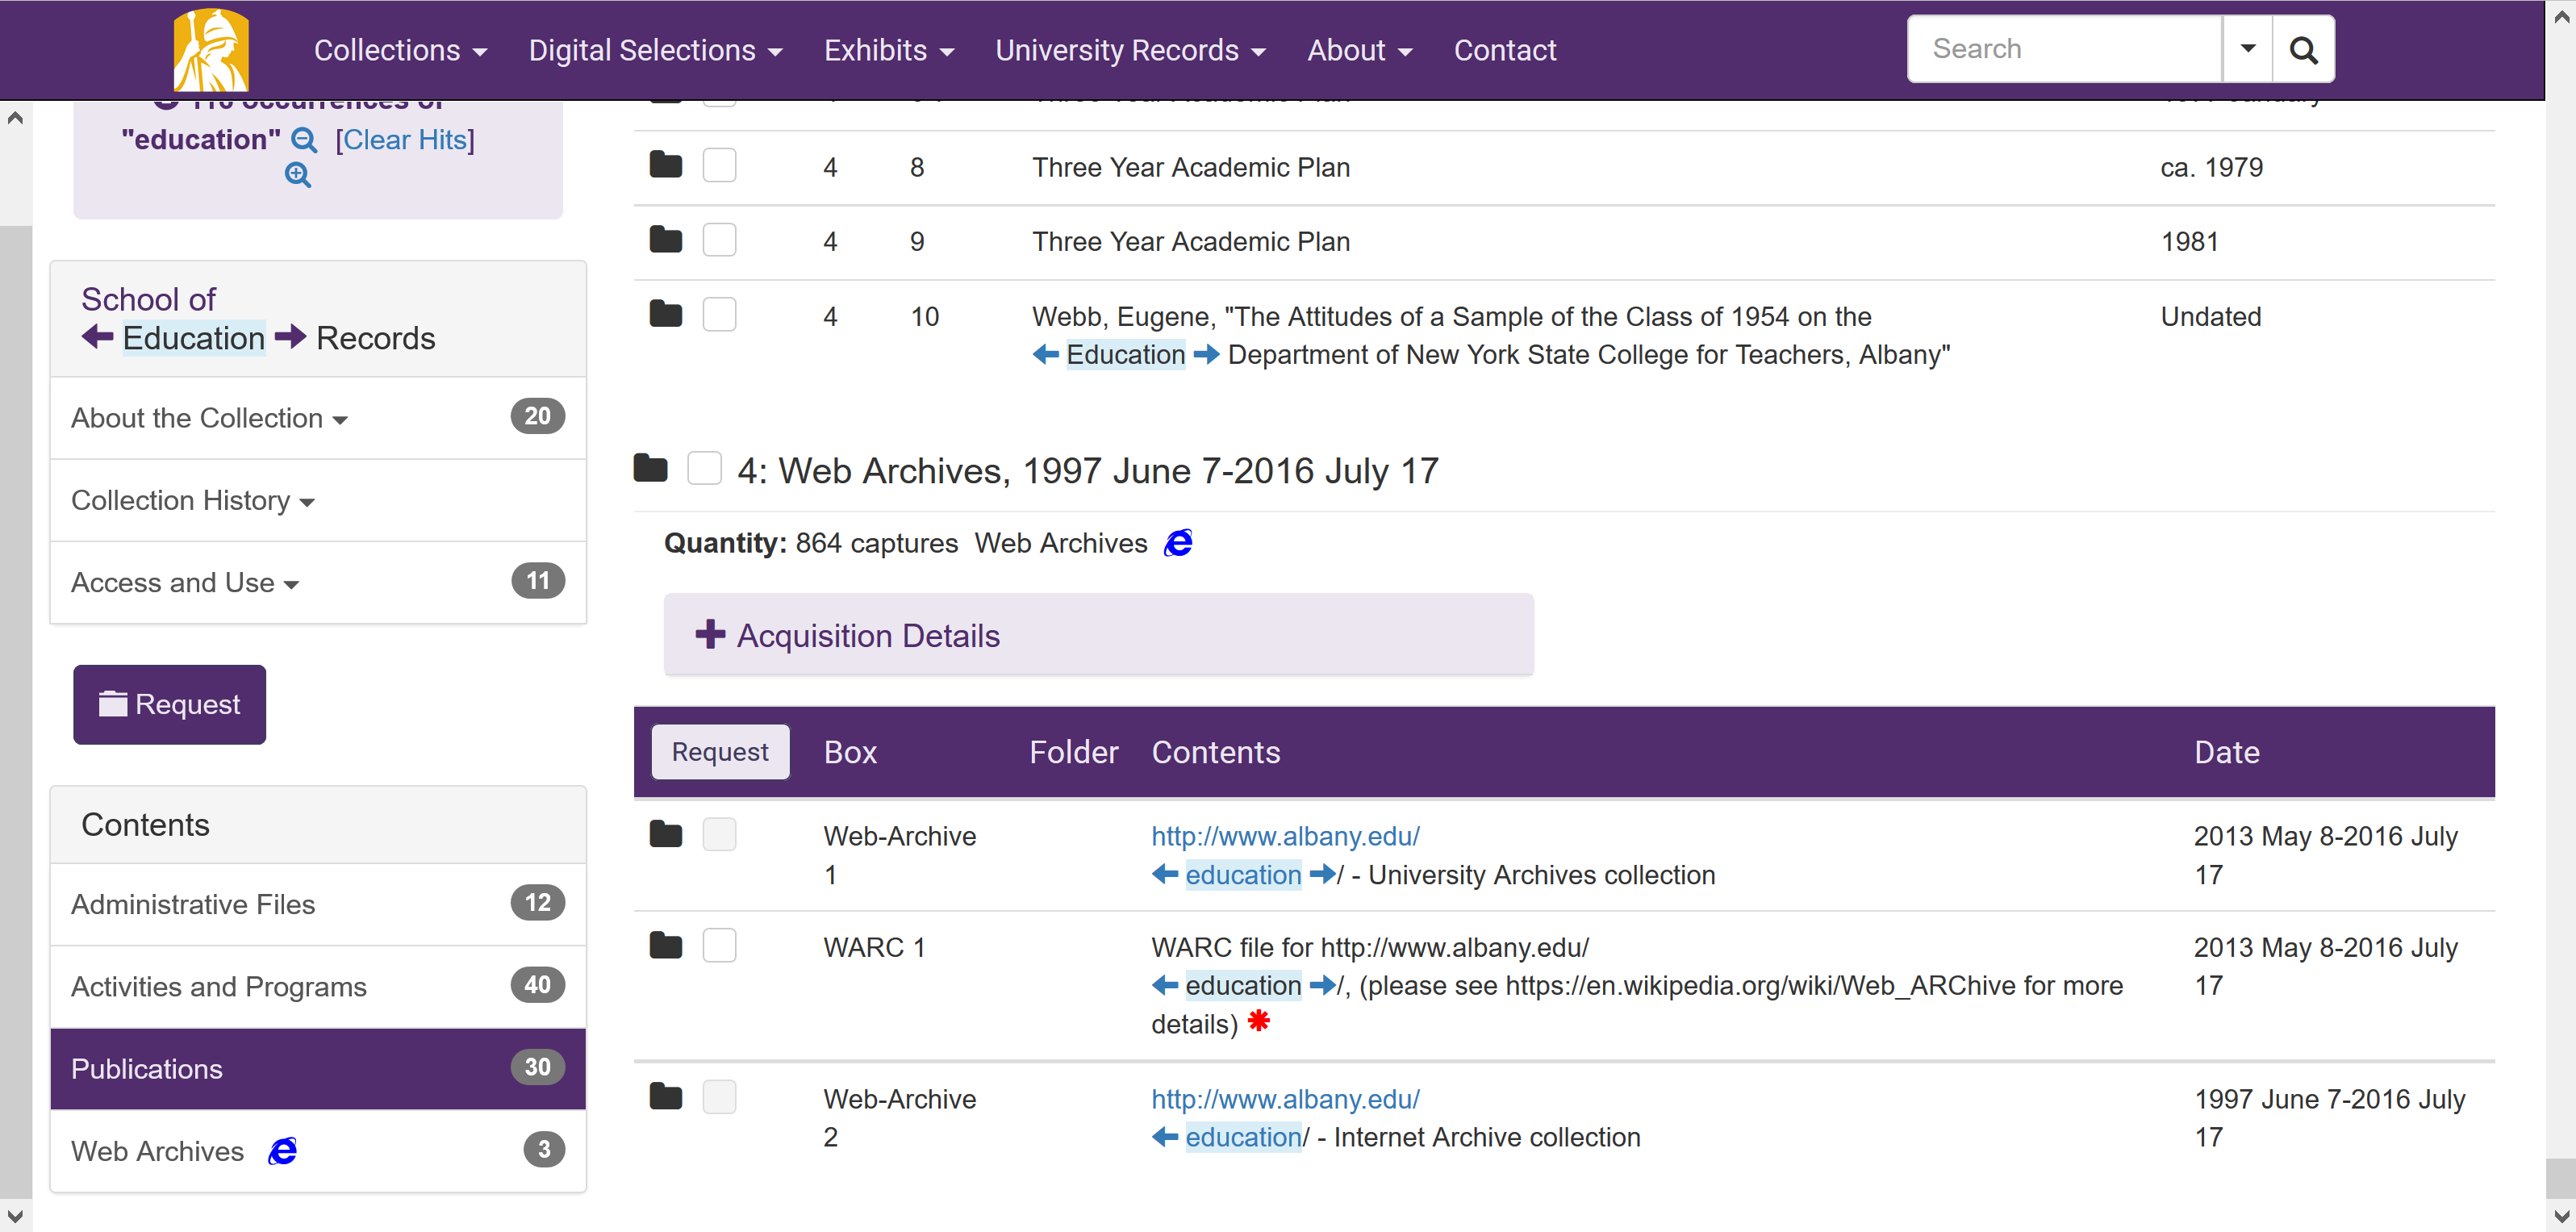 Collections
Digital Selections
Exhibits
University Records
About
Contact
Search
"education" [Clear Hits]
School of
Education Records
About the Collection 20
Collection History
Access and Use 11
Request
Contents
Administrative Files 12
Activities and Programs 40
Publications 30
Web Archives 3
4 8 Three Year Academic Plan ca. 1979
4 9 Three Year Academic Plan 1981
4 10 Webb, Eugene, "The Attitudes of a Sample of the Class of 1954 on the Undated
Education Department of New York State College for Teachers, Albany"
4: Web Archives, 1997 June 7-2016 July 17
Quantity: 864 captures Web Archives
Acquisition Details
Request Box Folder Contents Date
Web-Archive http://www.albany.edu/ 2013 May 8-2016 July
1 education / - University Archives collection 17
WARC 1 WARC file for http://www.albany.edu/ 2013 May 8-2016 July
education /, (please see https://en.wikipedia.org/wiki/Web_ARChive for more 17
details)
Web-Archive http://www.albany.edu/ 1997 June 7-2016 July
2 education/ - Internet Archive collection 17